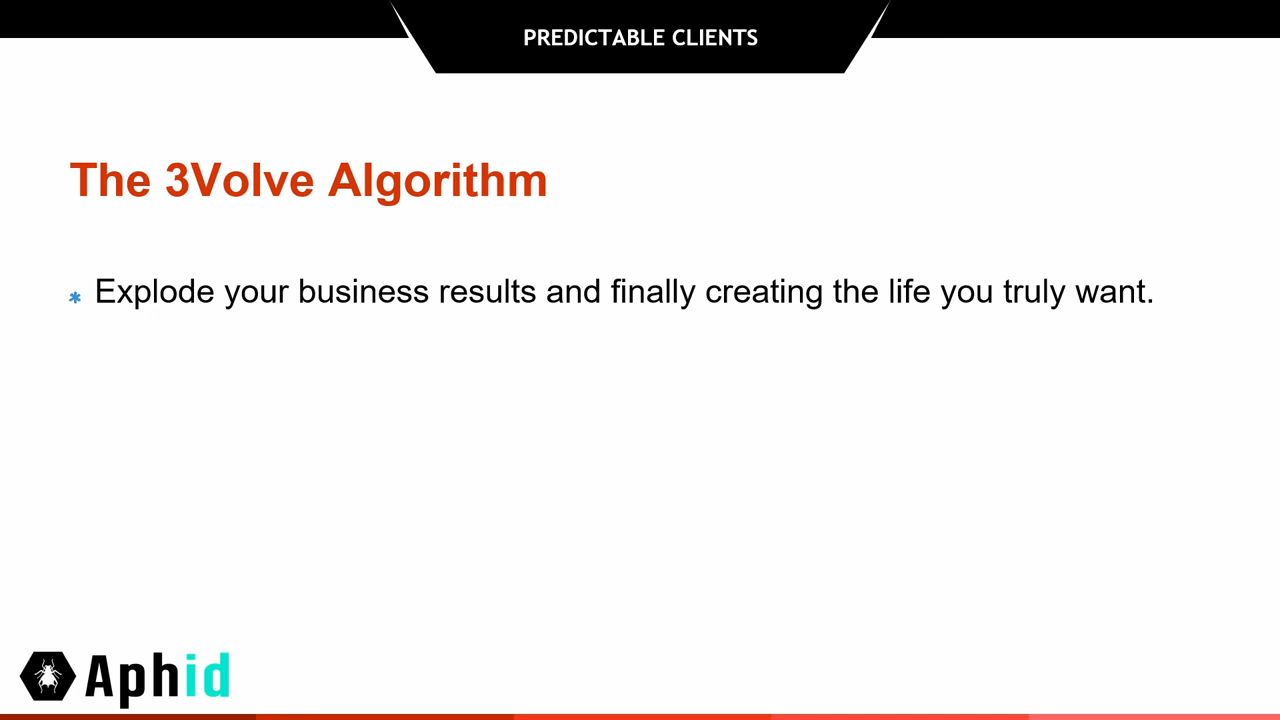 PREDICTABLE CLIENTS
The 3Volve Algorithm
* Explode your business results and finally creating the life you truly want.
Aphid